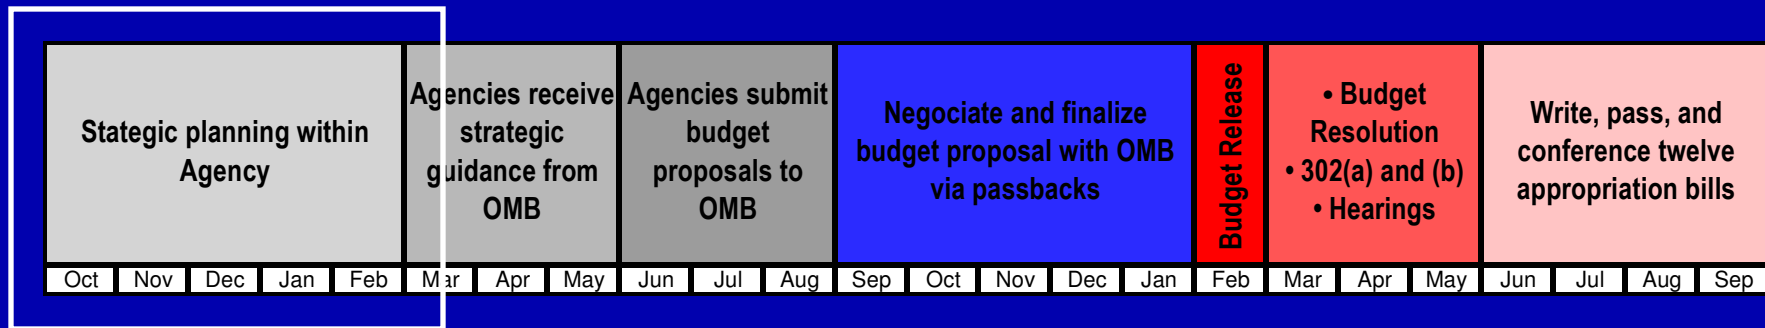 Stategic planning within
Agency
Agencies receive
strategic
guidance from
OMB
Agencies submit
budget
proposals to
OMB
Negociate and finalize
budget proposal with OMB
via passbacks
Budget Release
• Budget
Resolution
• 302(a) and (b)
• Hearings
Write, pass, and
conference twelve
appropriation bills
Oct Nov Dec Jan Feb Mar Apr May Jun Jul Aug Sep Oct Nov Dec Jan Feb Mar Apr May Jun Jul Aug Sep